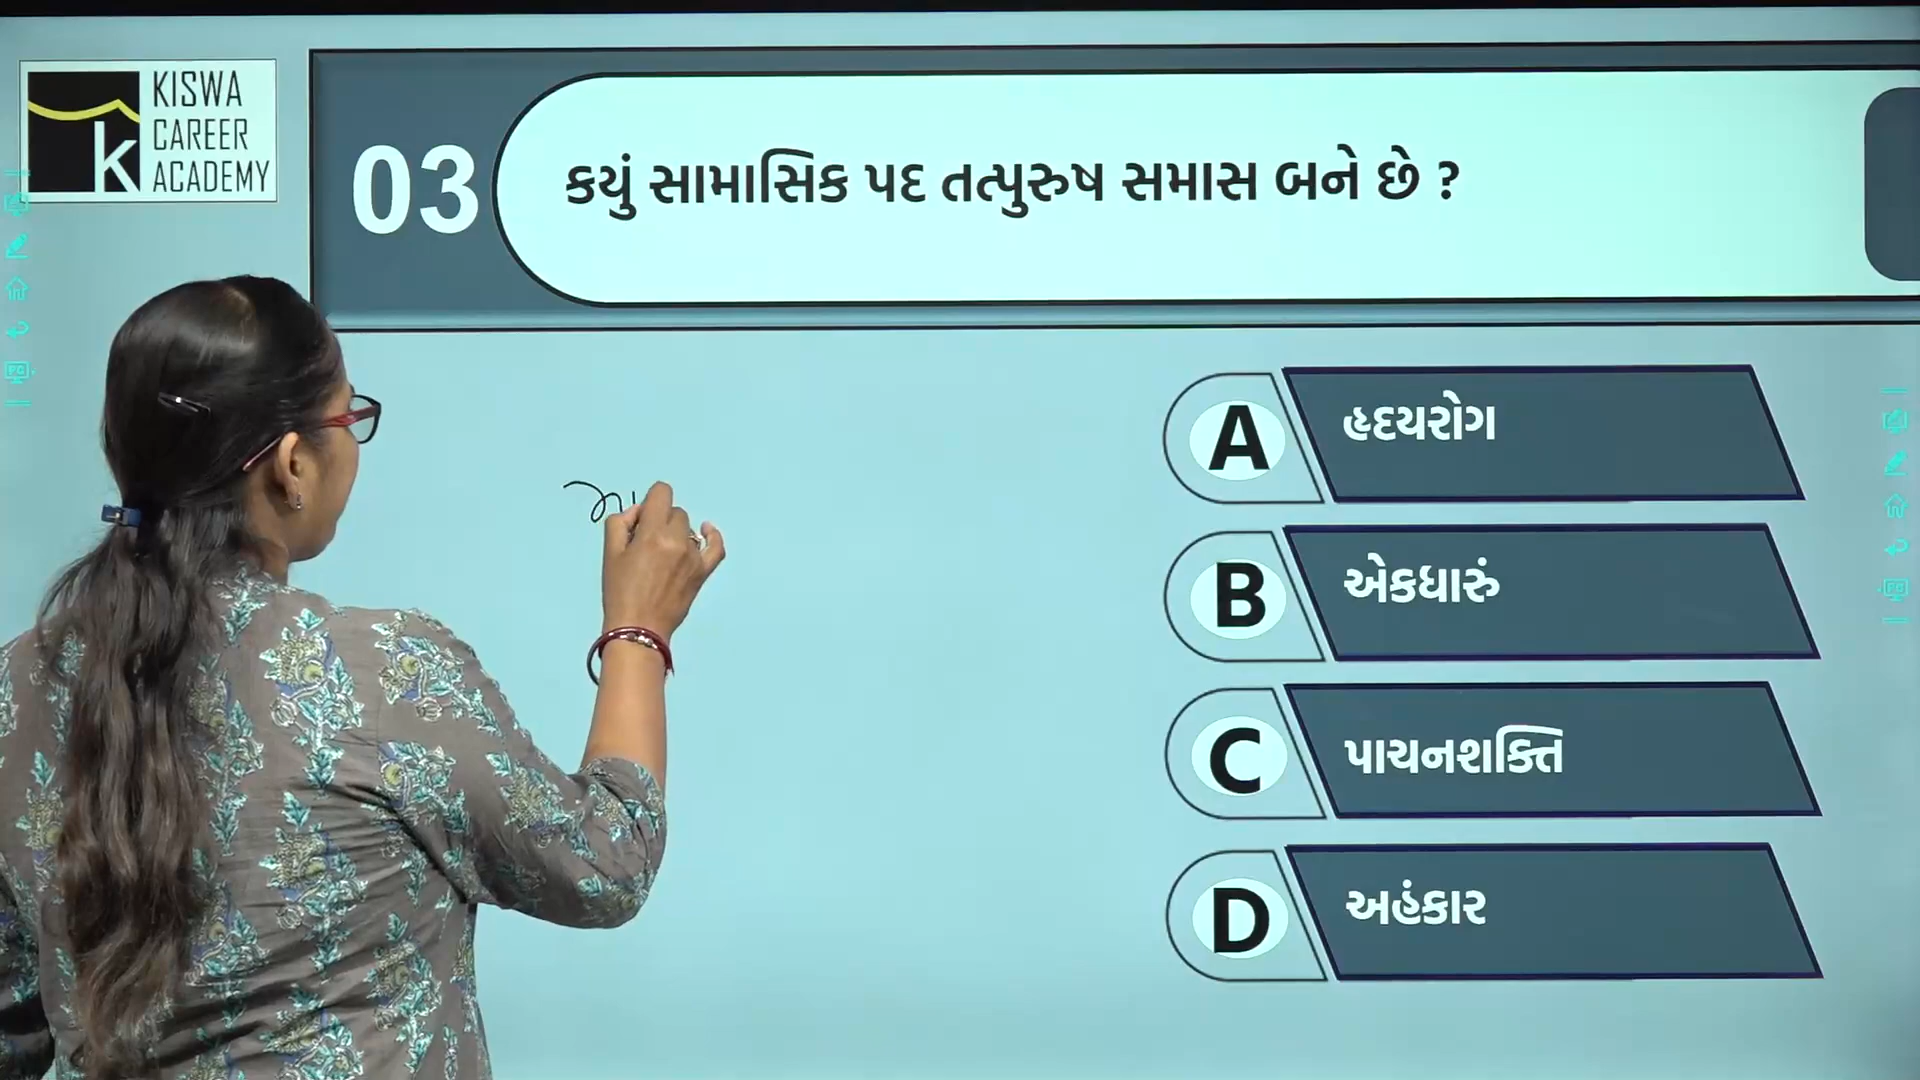 KISWA
CAREER
ACADEMY
k
03
કયું સામાસિક પદ તત્પુરુષ સમાસ બને છે ?
A
હૃદયરોગ
B
એકધારું
C
પાચનશક્તિ
D
અહંકાર